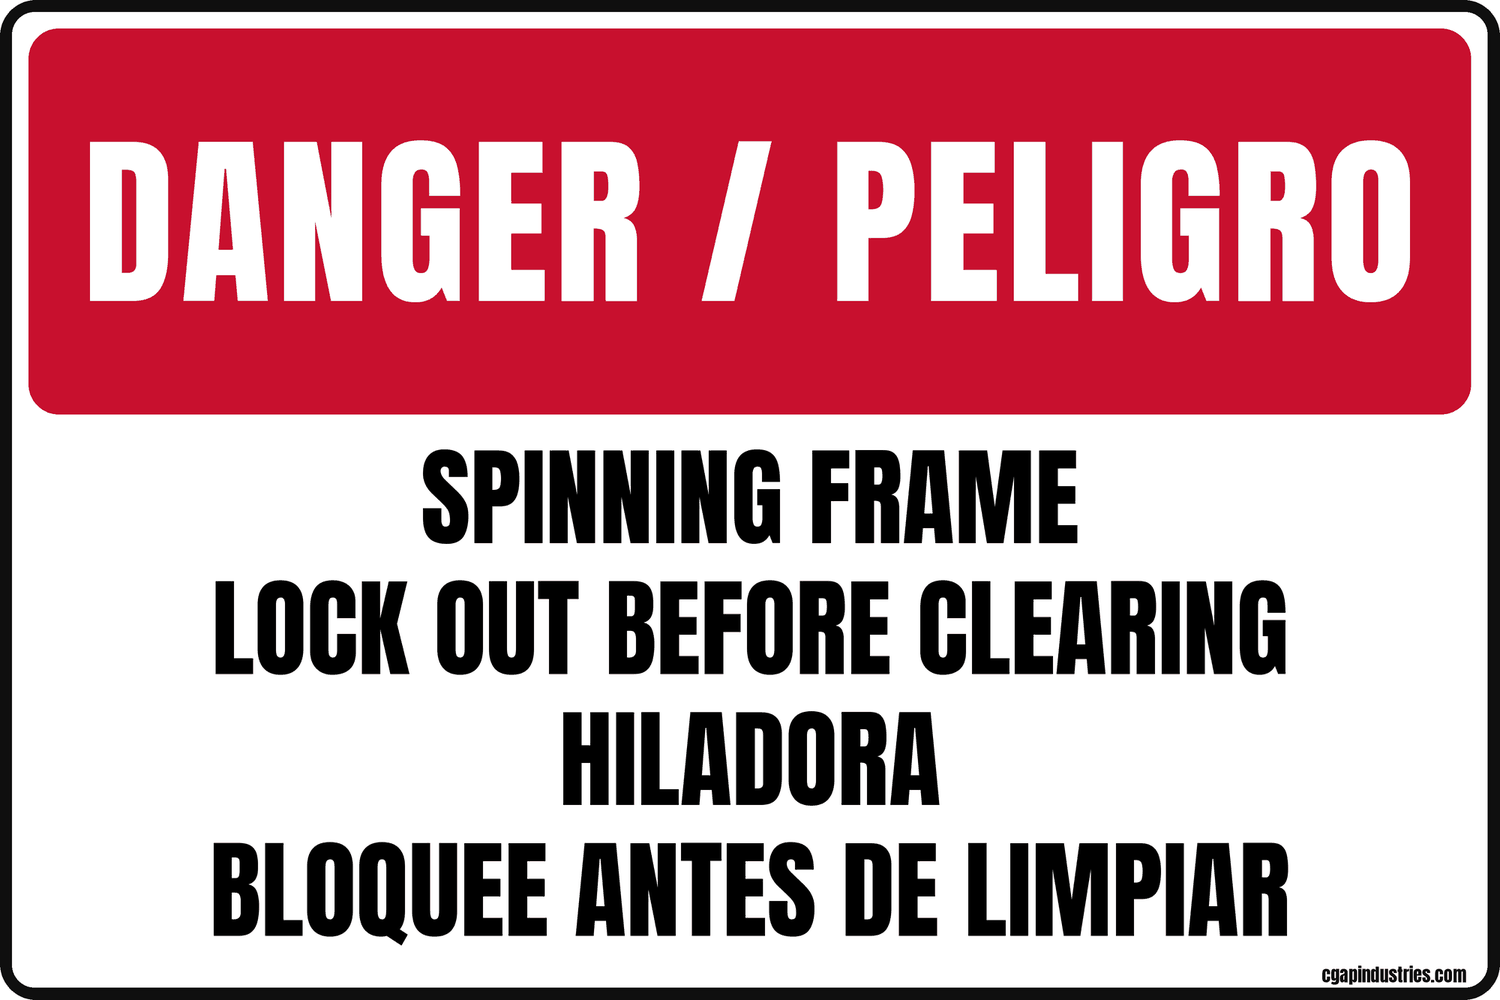 DANGER / PELIGRO
SPINNING FRAME
LOCK OUT BEFORE CLEARING
HILADORA
BLOQUEE ANTES DE LIMPIAR
cgapindustries.com